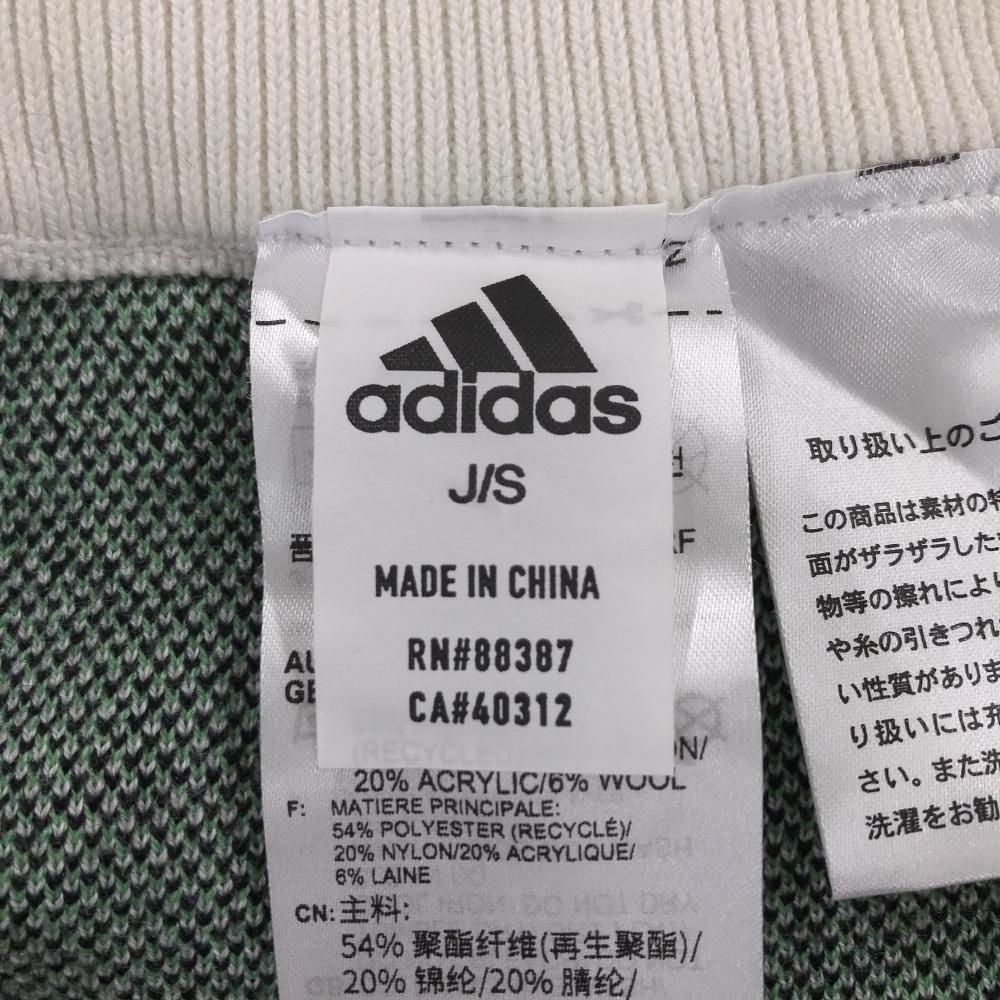 adidas
J/S
MADE IN CHINA
RN#88387
CA#40312
(RECYCLED)
20% ACRYLIC/6% WOOL
F: MATIERE PRINCIPALE:
54% POLYESTER (RECYCLÉ)/
20% NYLON/20% ACRYLIQUE/
6% LAINE
CN: 主料:
54% 聚酯纤维(再生聚酯)/
20% 锦纶/20% 腈纶/
取り扱い上のご
この商品は素材の特
面がザラザラした
物等の擦れにより
や糸の引きつれ
い性質がありま
り扱いには充
さい。また洗
洗濯をお勧